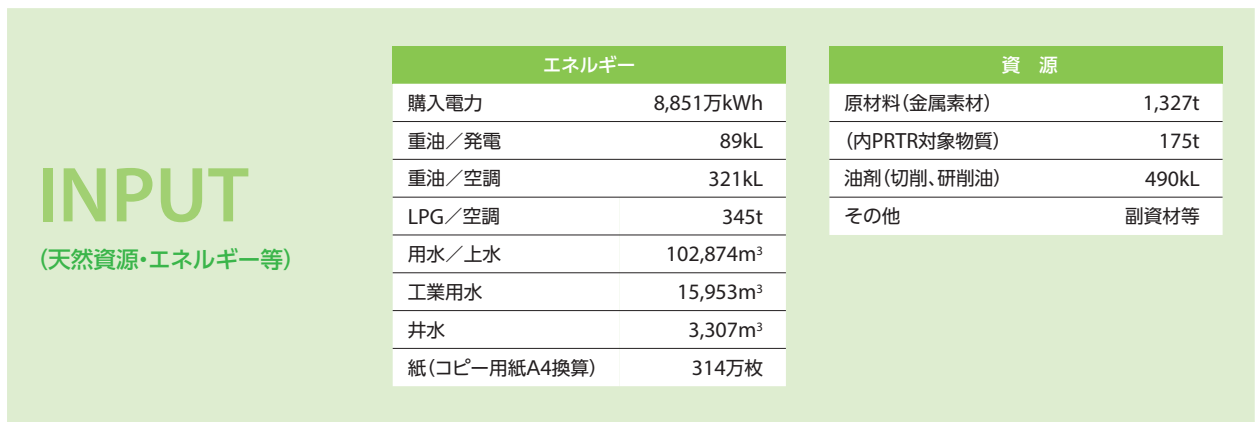 INPUT
(天然資源・エネルギー等)
エネルギー
購入電力 8,851万kWh
重油/発電 89kL
重油/空調 321kL
LPG/空調 345t
用水/上水 102,874m³
工業用水 15,953m³
井水 3,307m³
紙(コピー用紙A4換算) 314万枚
資 源
原材料(金属素材) 1,327t
(内PRTR対象物質) 175t
油剤(切削、研削油) 490kL
その他 副資材等